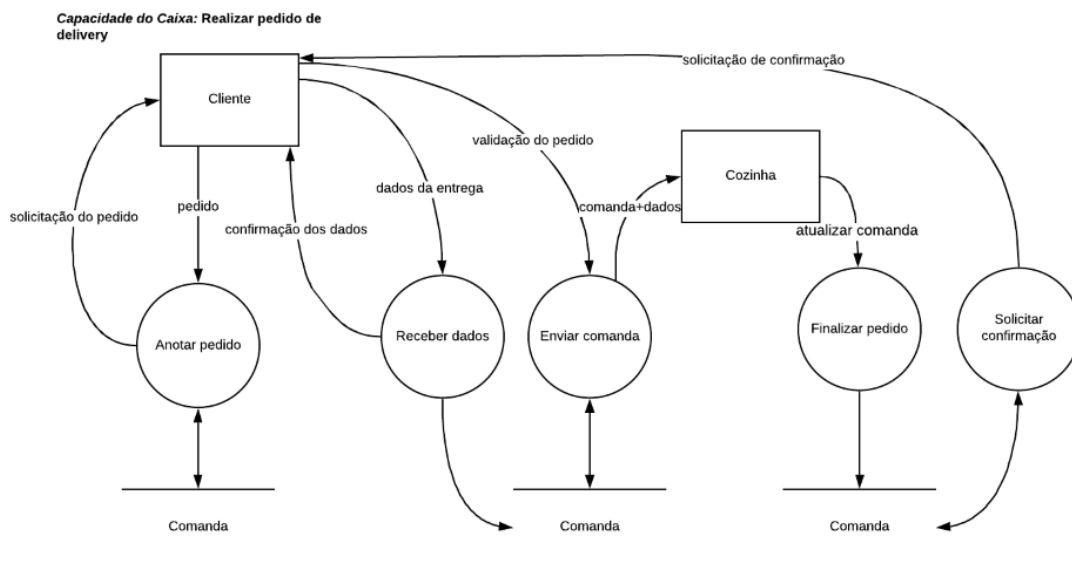 Capacidade do Caixa: Realizar pedido de
delivery
solicitação de confirmação
Cliente
validação do pedido
Cozinha
dados da entrega
solicitação do pedido
pedido
comanda+dados
confirmação dos dados
atualizar comanda
Anotar pedido
Receber dados
Enviar comanda
Finalizar pedido
Solicitar
confirmação
Comanda
Comanda
Comanda